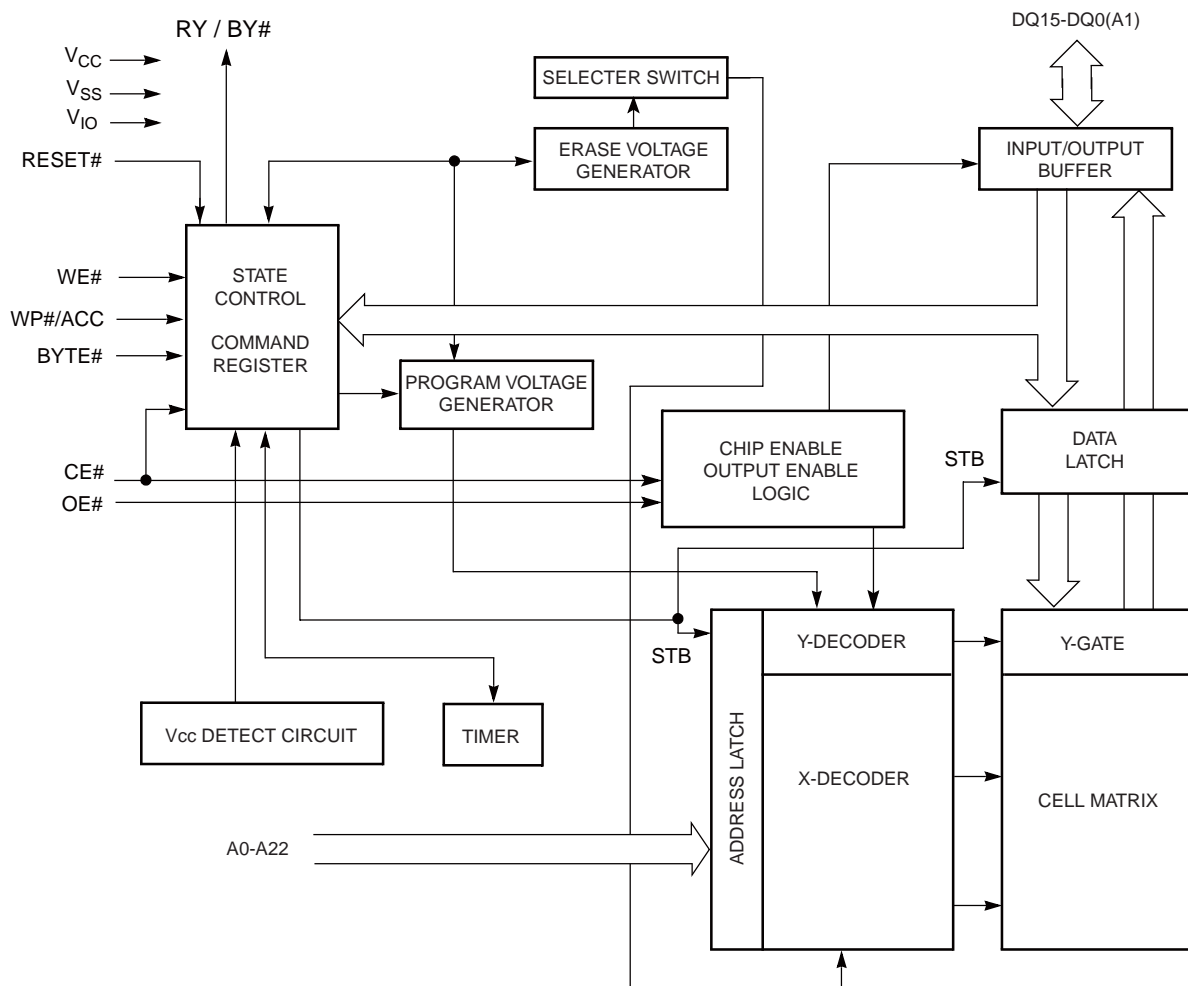 RY / BY#
DQ15-DQ0(A1)
VCC
VSS
VIO
RESET#
SELECTER SWITCH
ERASE VOLTAGE
GENERATOR
INPUT/OUTPUT
BUFFER
WE#
WP#/ACC
BYTE#
STATE
CONTROL
COMMAND
REGISTER
PROGRAM VOLTAGE
GENERATOR
CE#
OE#
CHIP ENABLE
OUTPUT ENABLE
LOGIC
STB
DATA
LATCH
STB
Y-DECODER
Y-GATE
Vcc DETECT CIRCUIT
TIMER
ADDRESS LATCH
X-DECODER
CELL MATRIX
A0-A22